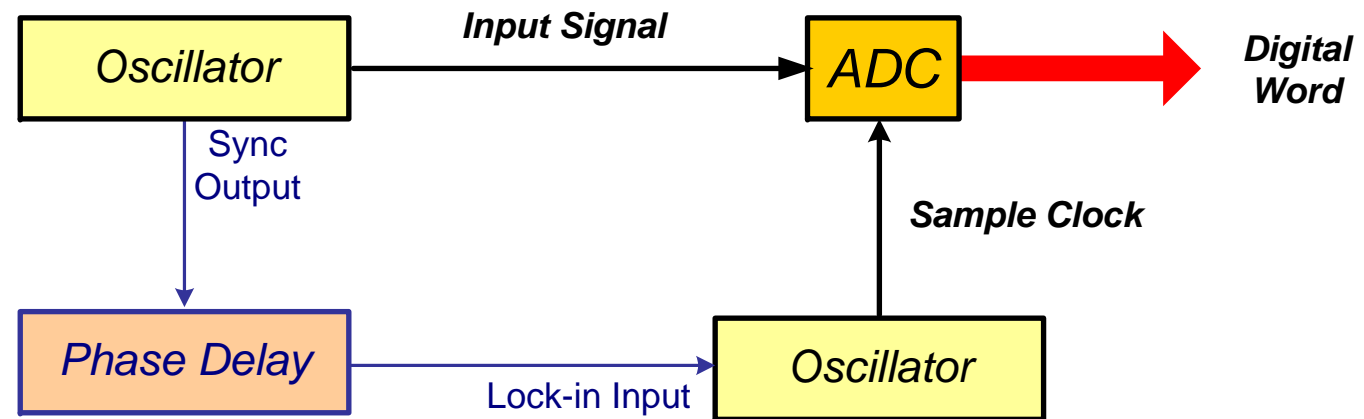 Input Signal
Oscillator
ADC
Digital
Word
Sync
Output
Sample Clock
Phase Delay
Lock-in Input
Oscillator